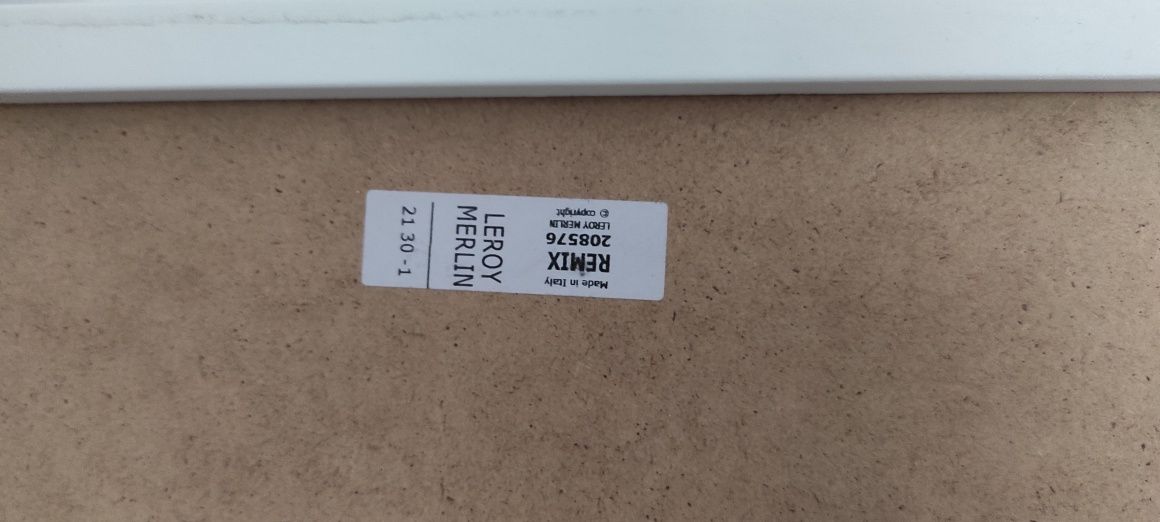 Made in Italy
REMIX
208576
LEROY MERLIN
© copyright
LEROY
MERLIN
21 30 -1